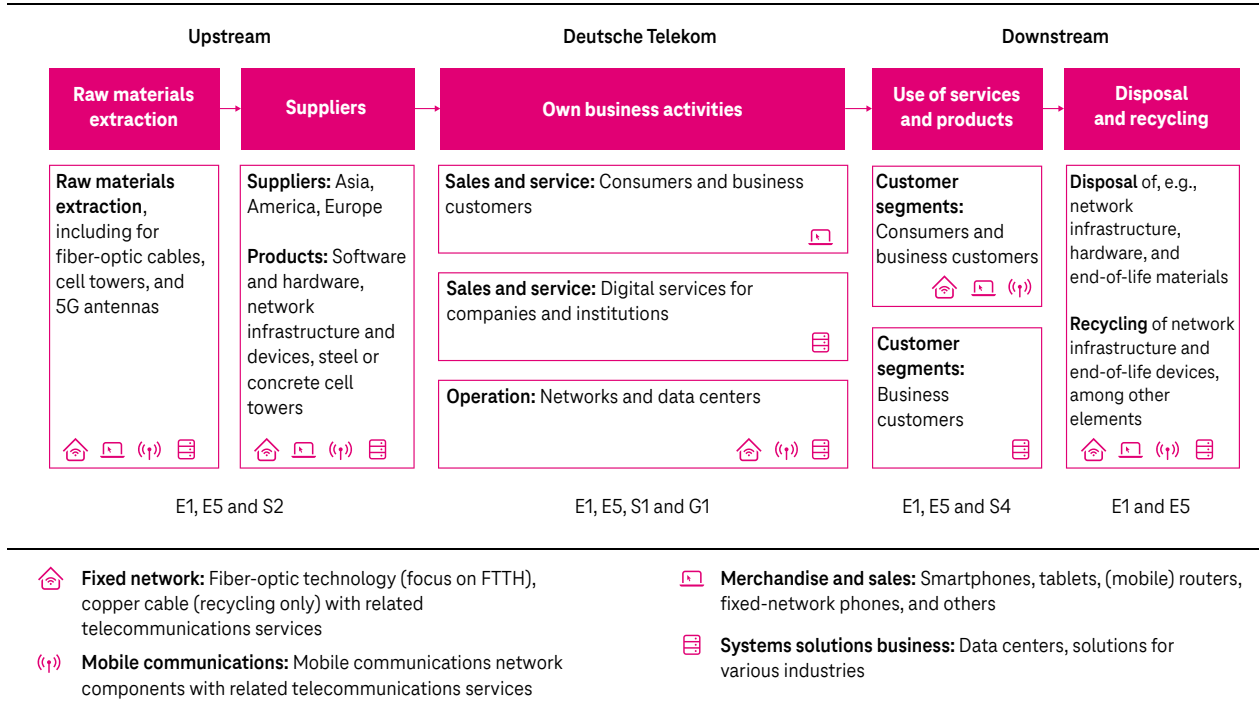 Upstream
Deutsche Telekom
Downstream
Raw materials
extraction
Suppliers
Own business activities
Use of services
and products
Disposal
and recycling
Raw materials
extraction,
including for
fiber-optic cables,
cell towers, and
5G antennas
Suppliers: Asia,
America, Europe
Products: Software
and hardware,
network
infrastructure and
devices, steel or
concrete cell
towers
Sales and service: Consumers and business
customers
Sales and service: Digital services for
companies and institutions
Operation: Networks and data centers
Customer
segments:
Consumers and
business customers
Customer
segments:
Business
customers
Disposal of, e.g.,
network
infrastructure,
hardware, and
end-of-life materials
Recycling of network
infrastructure and
end-of-life devices,
among other
elements
E1, E5 and S2
E1, E5, S1 and G1
E1, E5 and S4
E1 and E5
Fixed network: Fiber-optic technology (focus on FTTH),
copper cable (recycling only) with related
telecommunications services
Mobile communications: Mobile communications network
components with related telecommunications services
Merchandise and sales: Smartphones, tablets, (mobile) routers,
fixed-network phones, and others
Systems solutions business: Data centers, solutions for
various industries